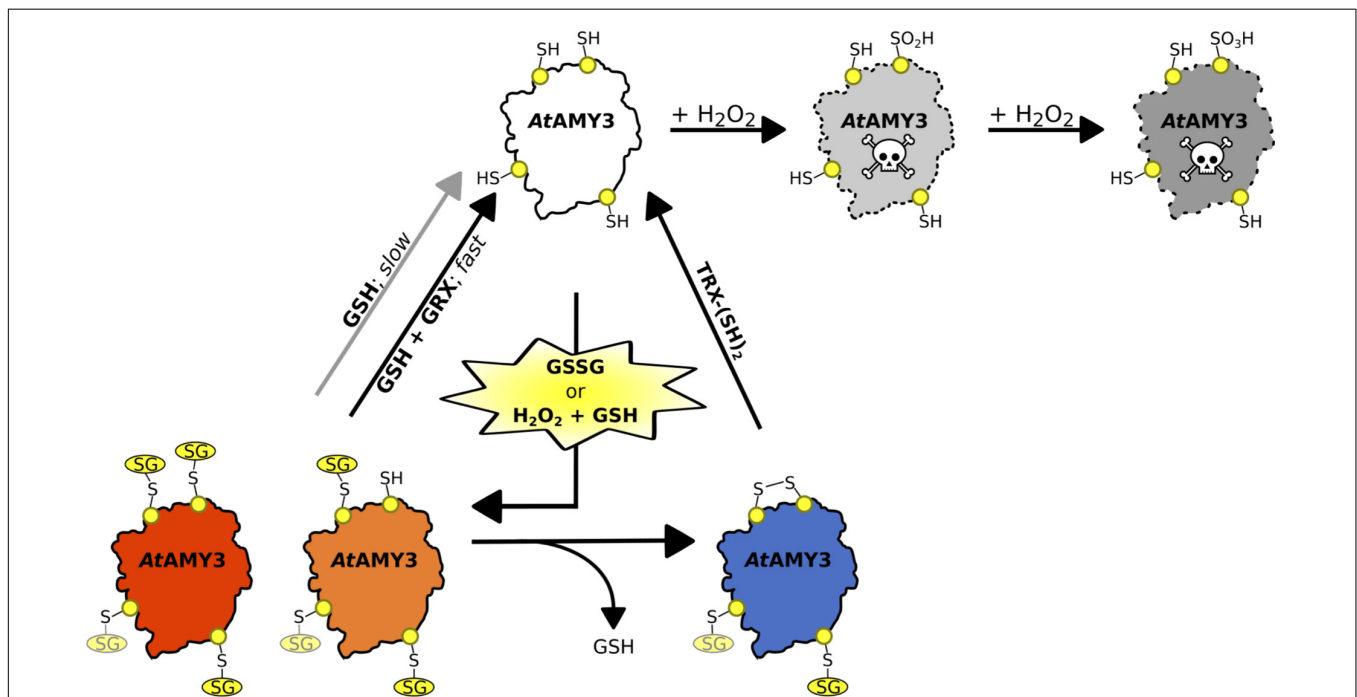 SH
SH
AtAMY3
HS
SH
+ H₂O₂
SH
SO₂H
AtAMY3
HS
SH
+ H₂O₂
SH
SO₃H
AtAMY3
HS
SH
GSH; slow
GSH + GRX; fast
GSSG
or
H₂O₂ + GSH
TRX-(SH)₂
SG
S
SG
S
AtAMY3
S
SG
S
SG
SG
S
SH
AtAMY3
S
SG
S
SG
GSH
S
S
AtAMY3
S
SG
S
SG